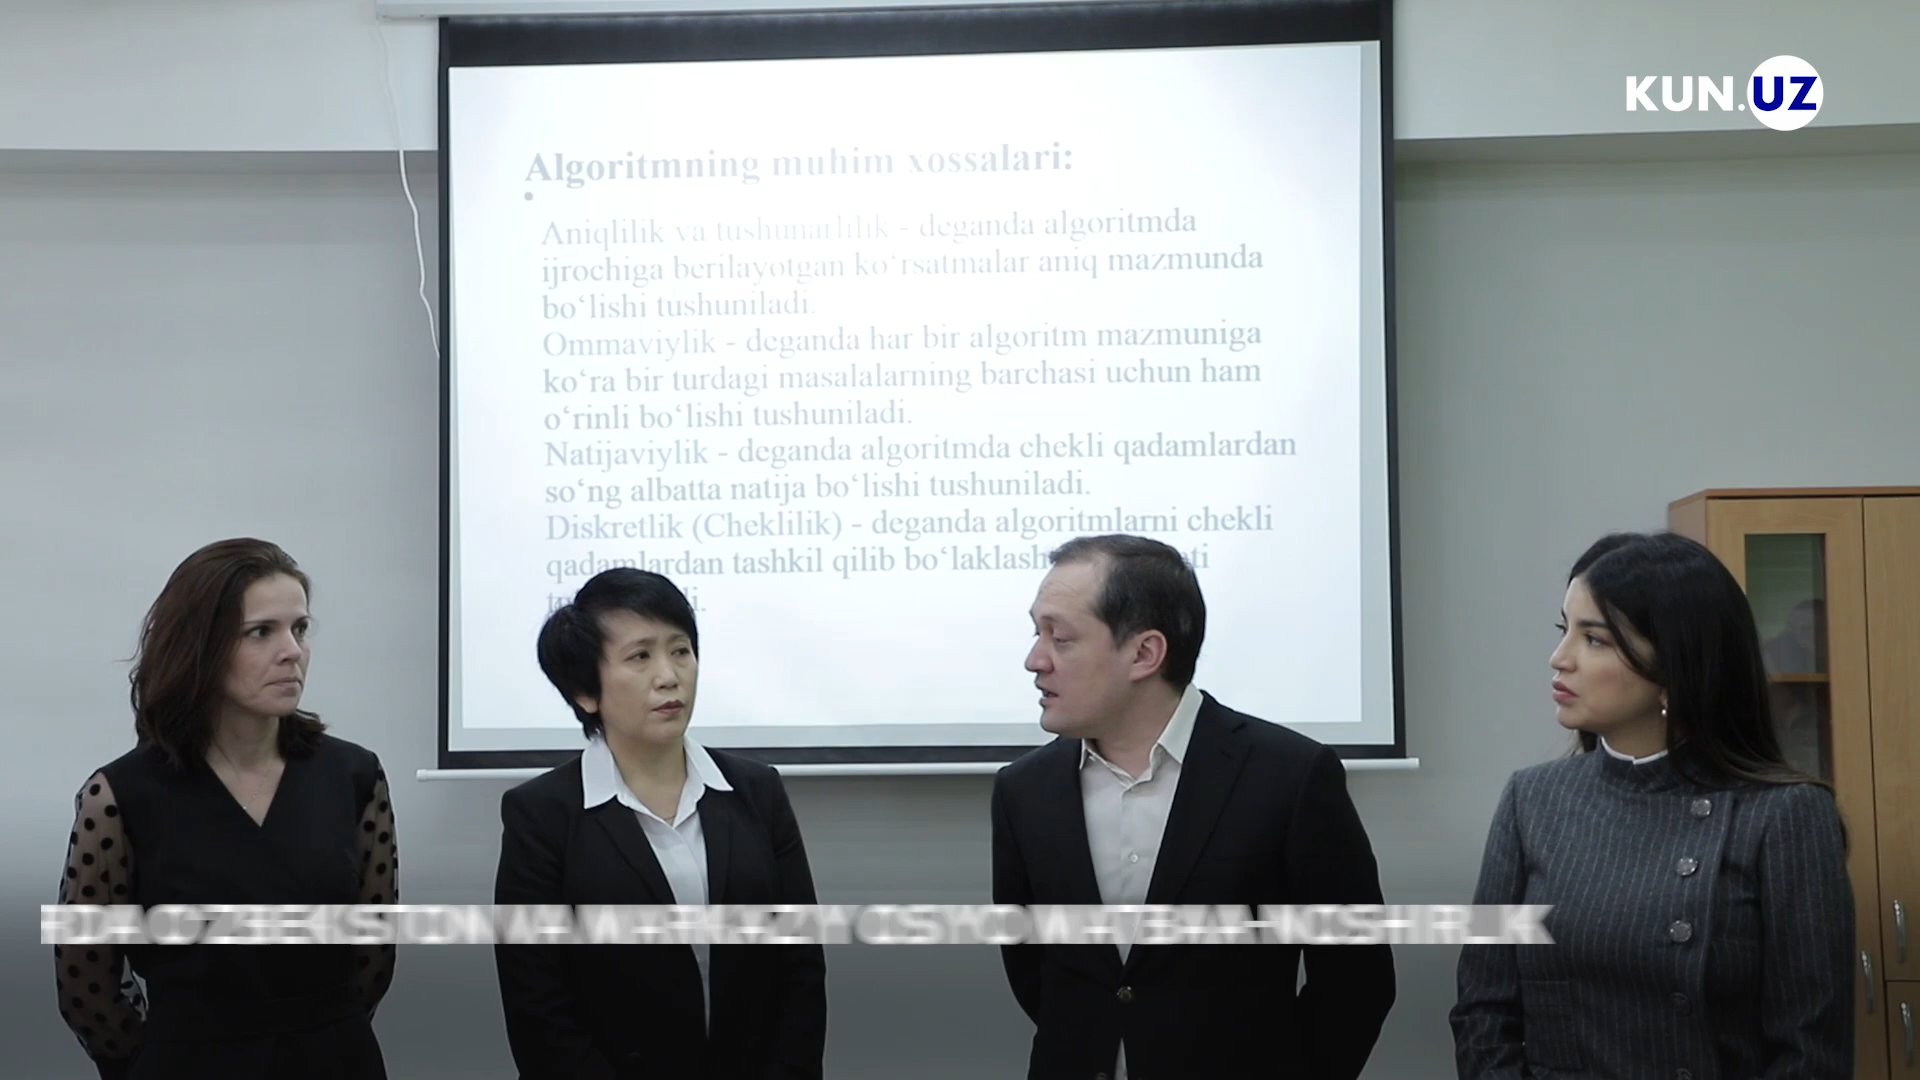 KUN.UZ
Algoritmning muhim xossalari:
Aniqlilik va tushunarlilik - deganda algoritmda
ijrochiga berilayotgan ko‘rsatmalar aniq mazmunda
bo‘lishi tushuniladi.
Ommaviylik - deganda har bir algoritm mazmuniga
ko‘ra bir turdagi masalalarning barchasi uchun ham
o‘rinli bo‘lishi tushuniladi.
Natijaviylik - deganda algoritmda chekli qadamlardan
so‘ng albatta natija bo‘lishi tushuniladi.
Diskretlik (Cheklilik) - deganda algoritmlarni chekli
qadamlardan tashkil qilib